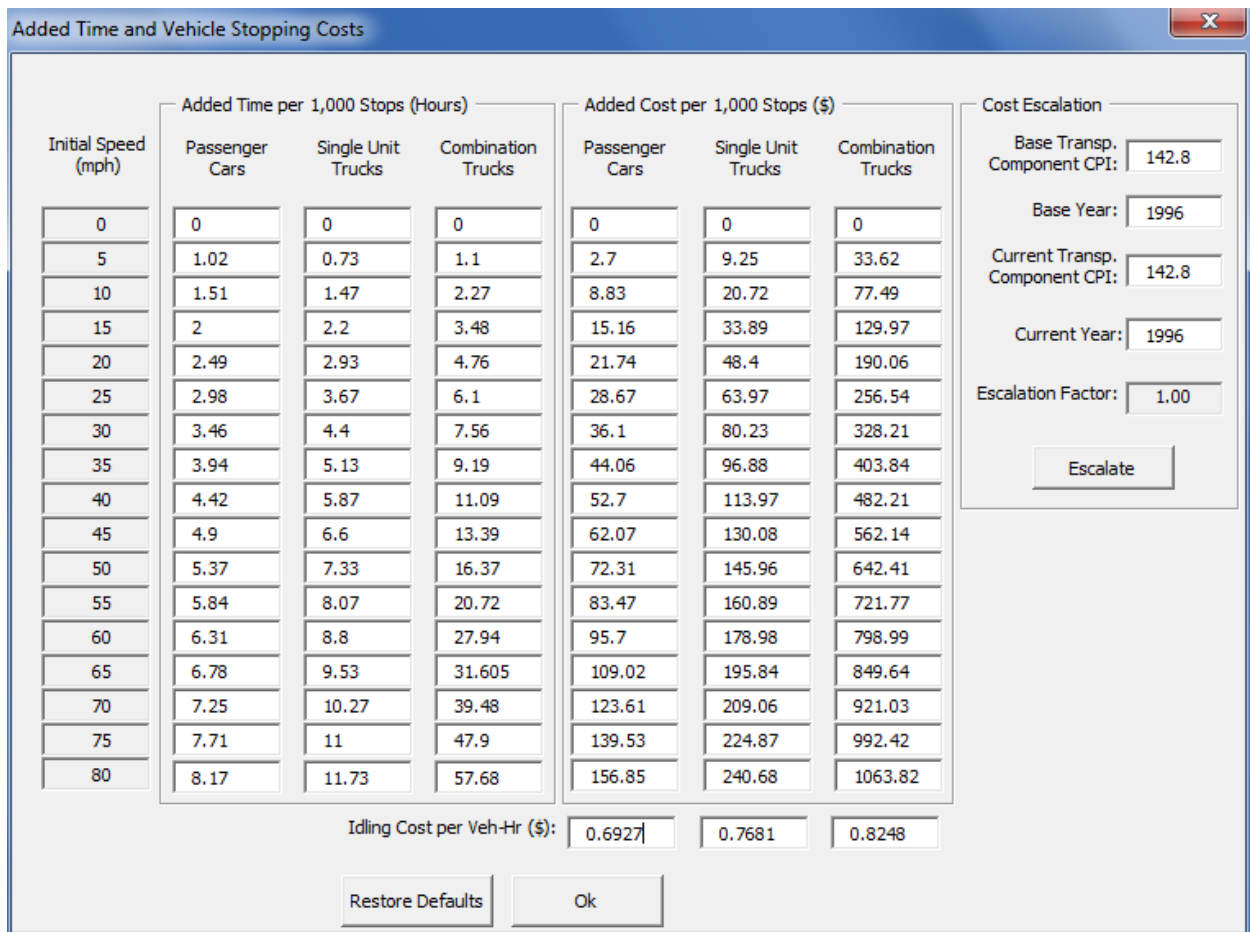 Added Time and Vehicle Stopping Costs
X
Added Time per 1,000 Stops (Hours) Added Cost per 1,000 Stops ($) Cost Escalation
Initial Speed (mph) Passenger Cars Single Unit Trucks Combination Trucks Passenger Cars Single Unit Trucks Combination Trucks
Base Transp. Component CPI: 142.8
Base Year: 1996
Current Transp. Component CPI: 142.8
Current Year: 1996
Escalation Factor: 1.00
Escalate
0 0 0 0 0 0 0
5 1.02 0.73 1.1 2.7 9.25 33.62
10 1.51 1.47 2.27 8.83 20.72 77.49
15 2 2.2 3.48 15.16 33.89 129.97
20 2.49 2.93 4.76 21.74 48.4 190.06
25 2.98 3.67 6.1 28.67 63.97 256.54
30 3.46 4.4 7.56 36.1 80.23 328.21
35 3.94 5.13 9.19 44.06 96.88 403.84
40 4.42 5.87 11.09 52.7 113.97 482.21
45 4.9 6.6 13.39 62.07 130.08 562.14
50 5.37 7.33 16.37 72.31 145.96 642.41
55 5.84 8.07 20.72 83.47 160.89 721.77
60 6.31 8.8 27.94 95.7 178.98 798.99
65 6.78 9.53 31.605 109.02 195.84 849.64
70 7.25 10.27 39.48 123.61 209.06 921.03
75 7.71 11 47.9 139.53 224.87 992.42
80 8.17 11.73 57.68 156.85 240.68 1063.82
Idling Cost per Veh-Hr ($): 0.6927 0.7681 0.8248
Restore Defaults Ok